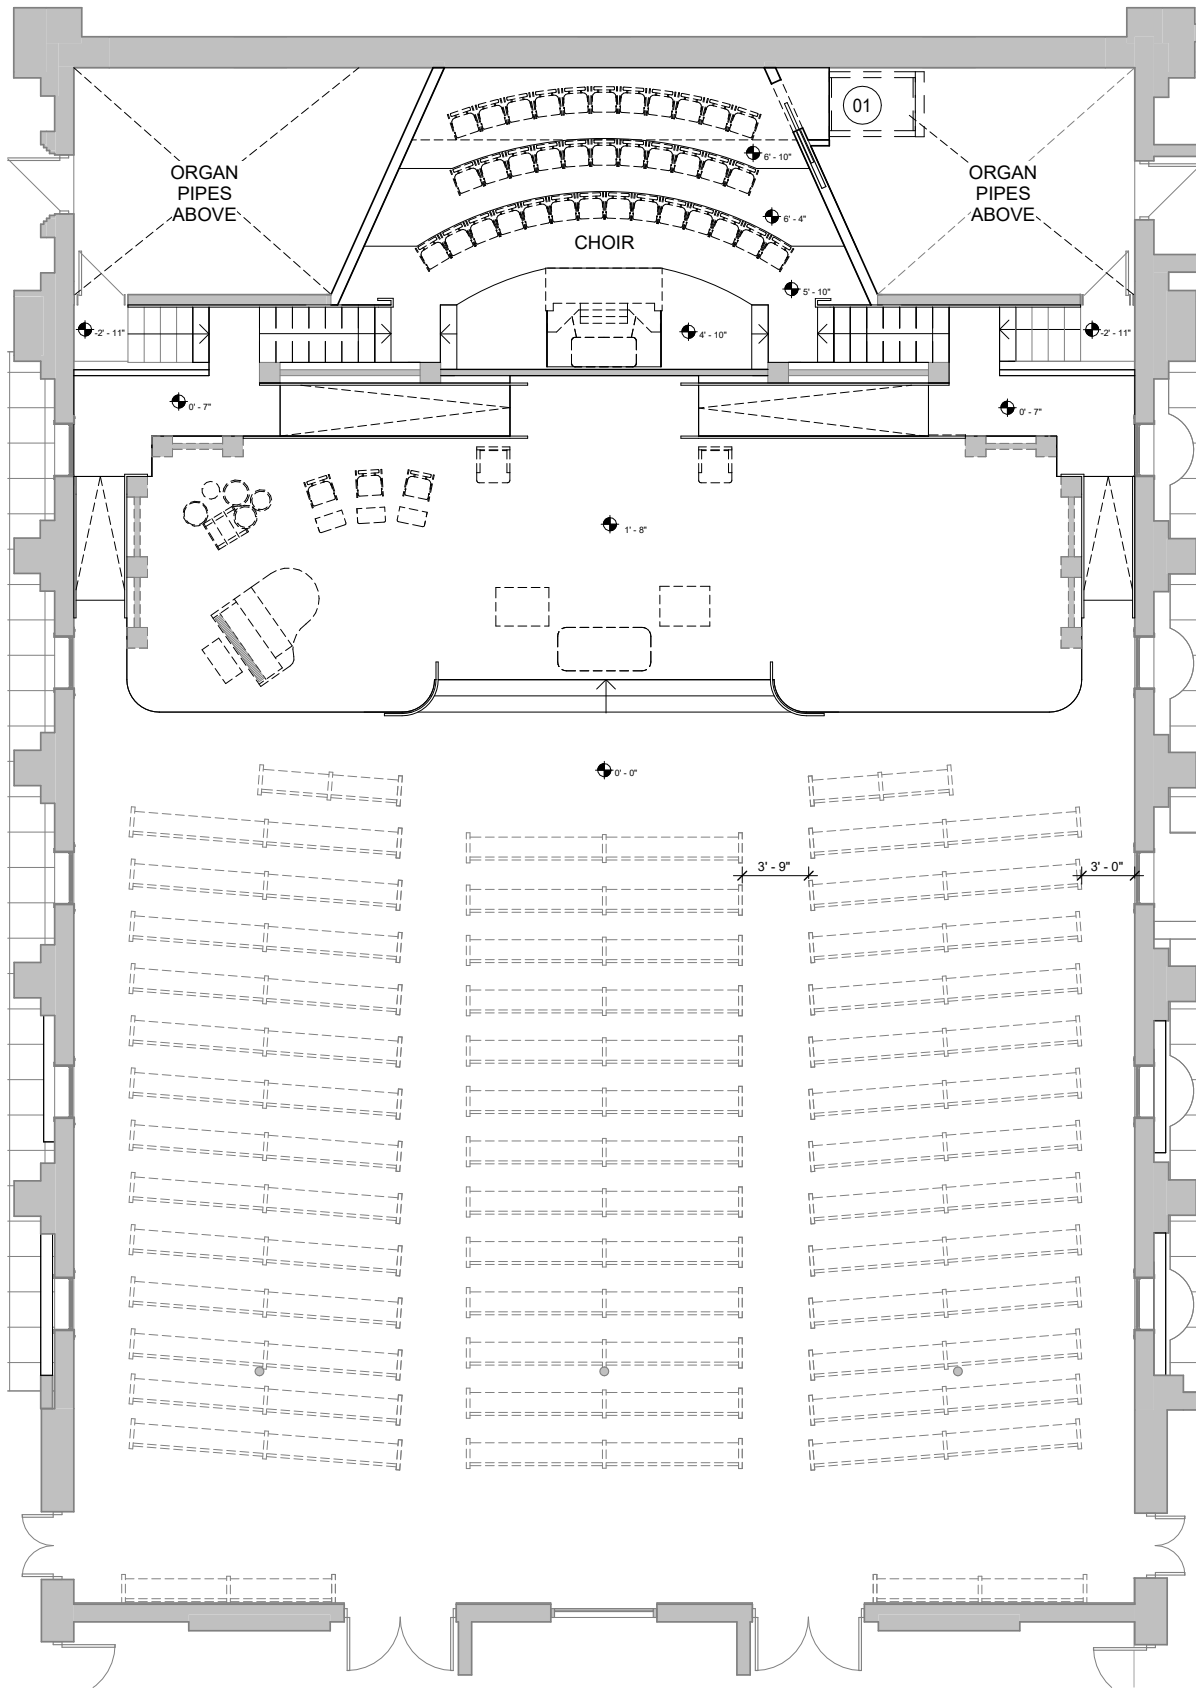 01
ORGAN
PIPES
ABOVE
ORGAN
PIPES
ABOVE
6' - 10"
6' - 4"
CHOIR
5' - 10"
-2' - 11"
4' - 10"
-2' - 11"
0' - 7"
0' - 7"
1' - 8"
0' - 0"
3' - 9"
3' - 0"